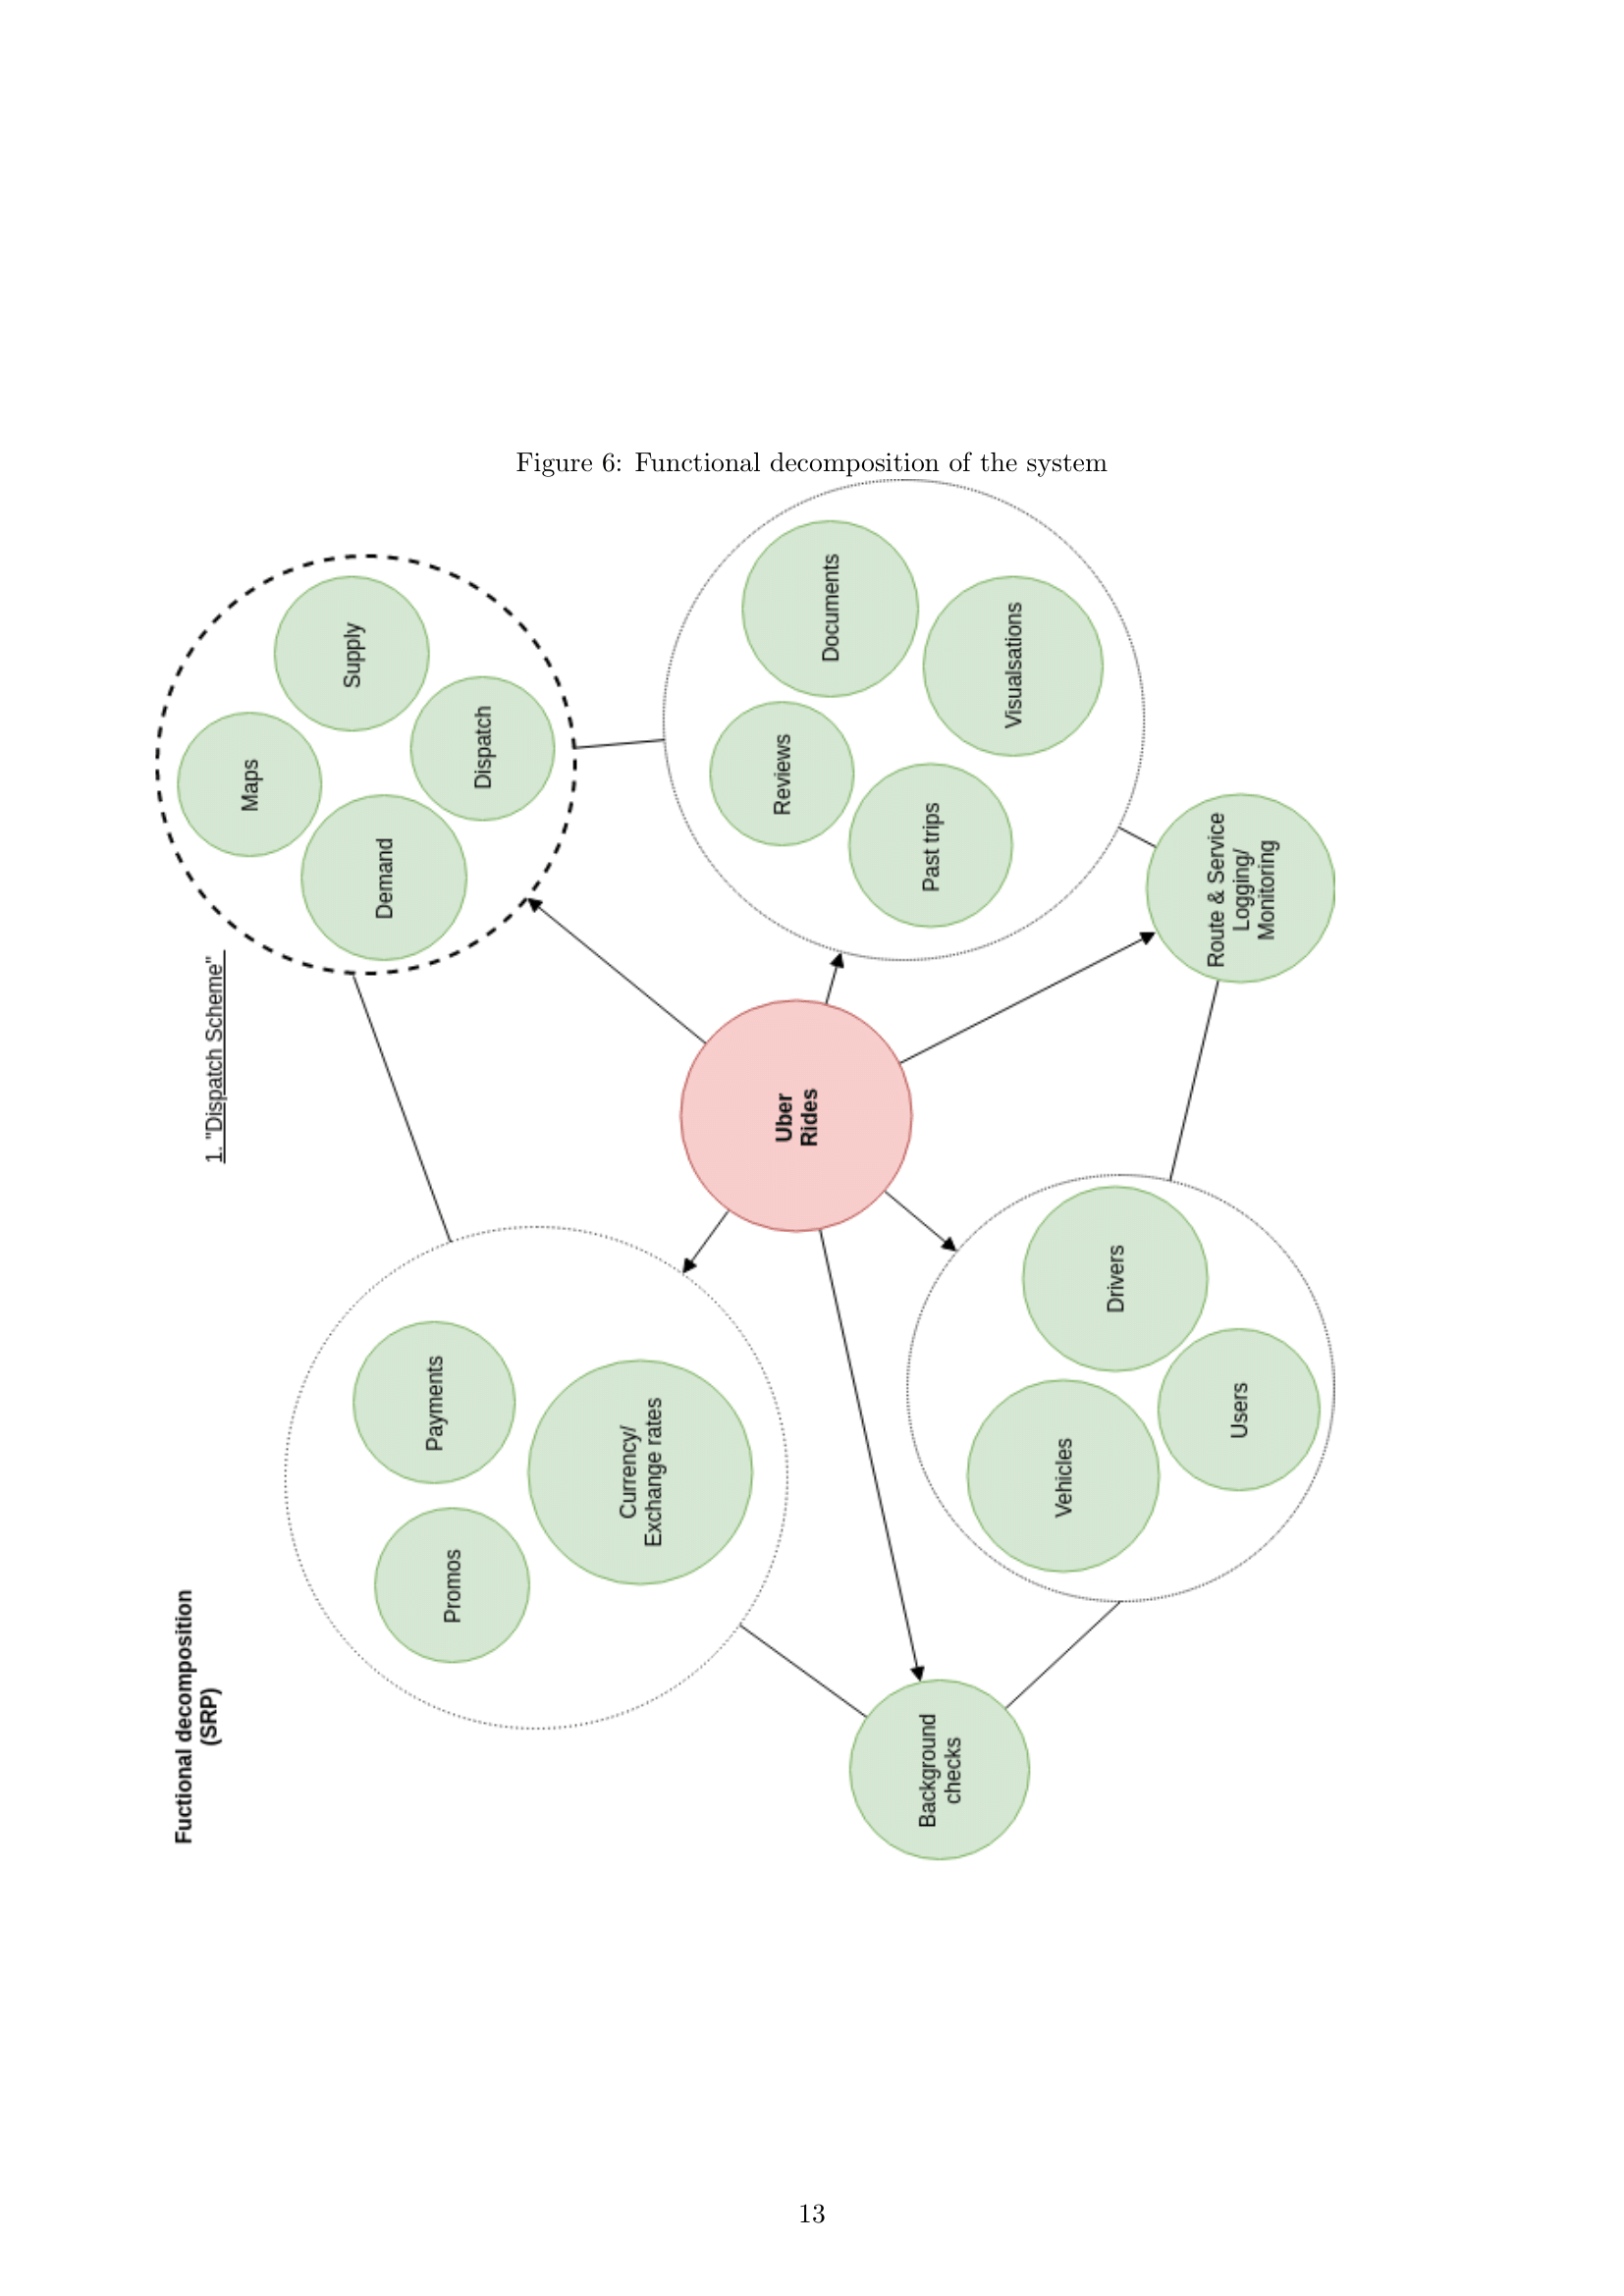 Figure 6: Functional decomposition of the system
Fuctional decomposition
(SRP)
1. "Dispatch Scheme"
Maps
Supply
Demand
Dispatch
Documents
Reviews
Visualsations
Past trips
Route & Service
Logging/
Monitoring
Uber
Rides
Payments
Promos
Currency/
Exchange rates
Drivers
Vehicles
Users
Background
checks
13